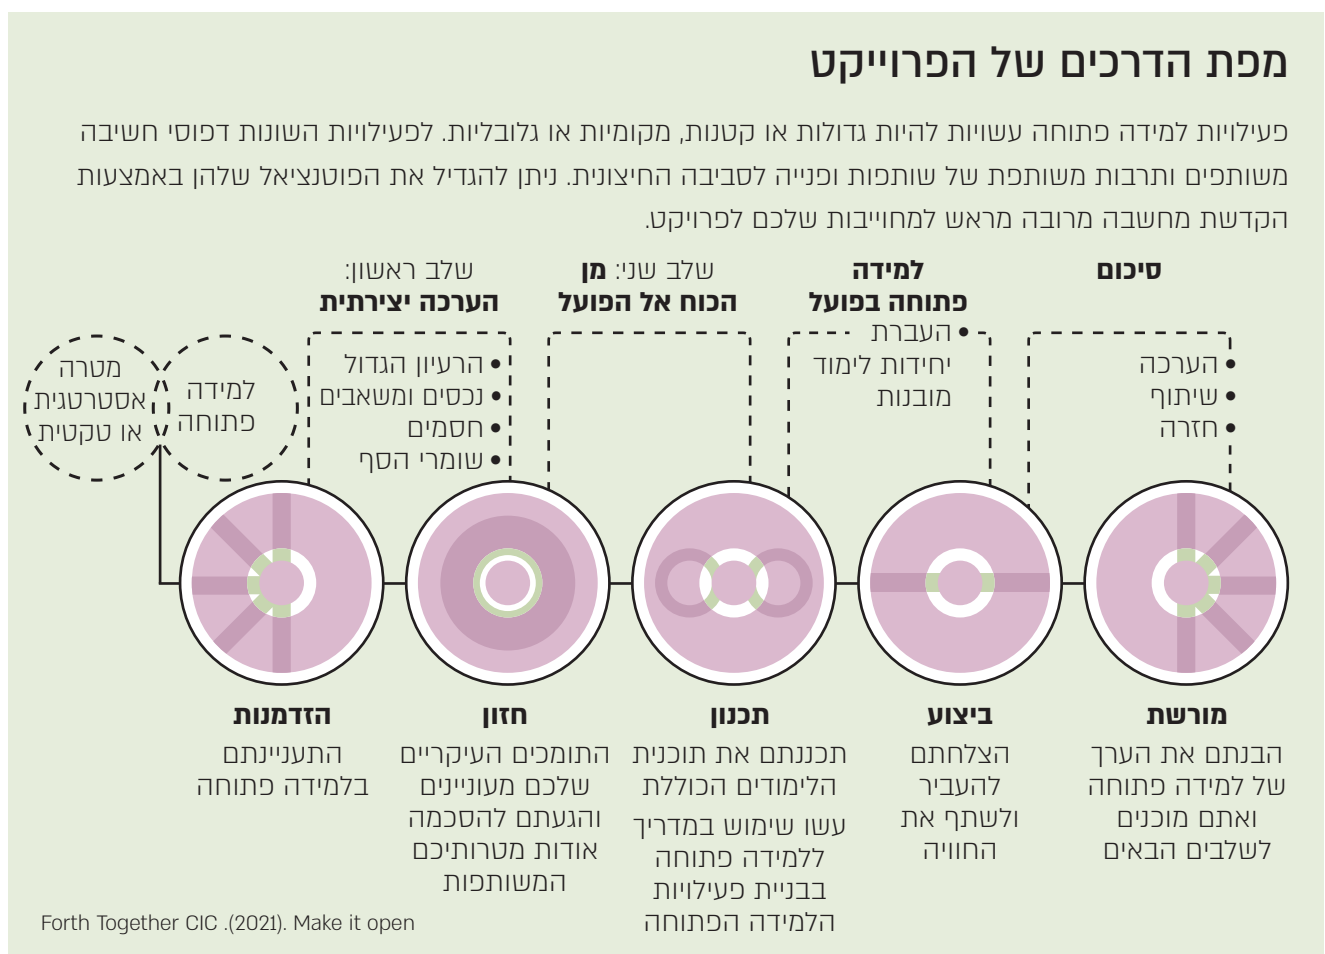 מפת הדרכים של הפרוייקט
פעילויות למידה פתוחה עשויות להיות גדולות או קטנות, מקומיות או גלובליות. לפעילויות השונות דפוסי חשיבה
משותפים ותרבות משותפת של שותפות ופנייה לסביבה החיצונית. ניתן להגדיל את הפוטנציאל שלהן באמצעות
הקדשת מחשבה מרובה מראש למחוייבות שלכם לפרויקט.
סיכום
• הערכה
• שיתוף
• חזרה
למידה
פתוחה בפועל
• העברת
יחידות לימוד
מובנות
שלב שני: מן
הכוח אל הפועל
שלב ראשון:
הערכה יצירתית
• הרעיון הגדול
• נכסים ומשאבים
• חסמים
• שומרי הסף
למידה
פתוחה
מטרה
אסטרטגית
או טקטית
מורשת
הבנתם את הערך
של למידה פתוחה
ואתם מוכנים
לשלבים הבאים
ביצוע
הצלחתם
להעביר
ולשתף את
החוויה
תכנון
תכננתם את תוכנית
הלימודים הכוללת
עשו שימוש במדריך
ללמידה פתוחה
בבניית פעילויות
הלמידה הפתוחה
חזון
התומכים העיקריים
שלכם מעוניינים
והגעתם להסכמה
אודות מטרותיכם
המשותפות
הזדמנות
התעניינתם
בלמידה פתוחה
Forth Together CIC .(2021). Make it open